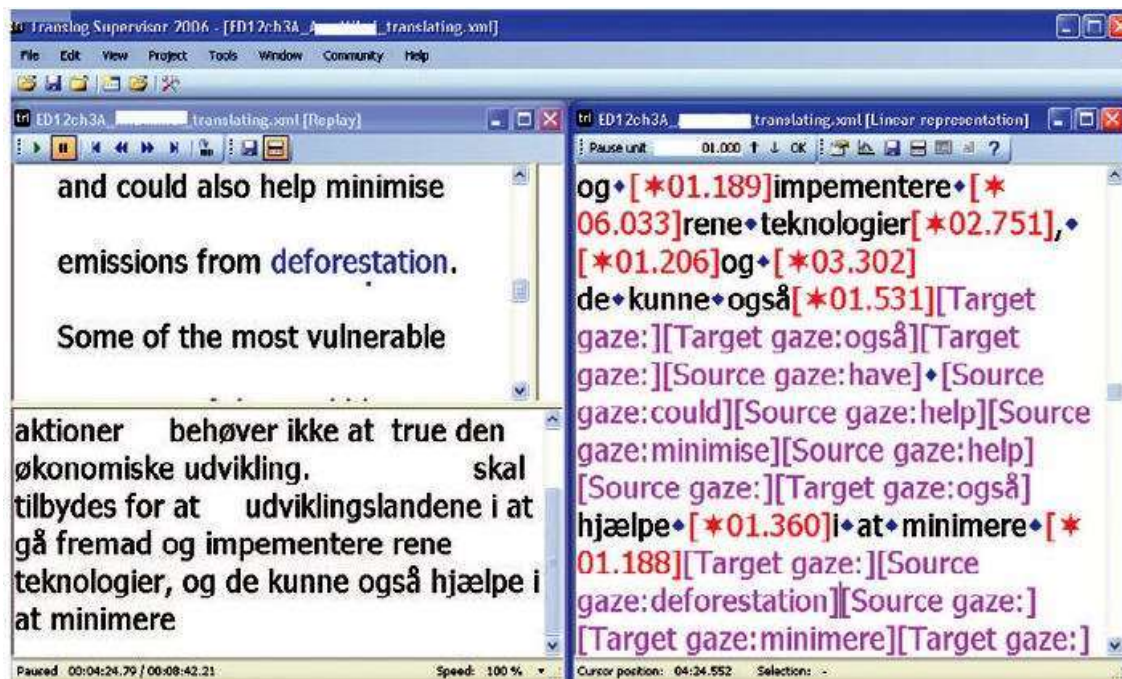 Translog Supervisor 2006 - [ED12ch3A_A _translating.xml]
File Edit View Project Tools Window Community Help
ED12ch3A_ _translating.xml [Replay]
and could also help minimise
emissions from deforestation.
Some of the most vulnerable
aktioner behøver ikke at true den
økonomiske udvikling. skal
tilbydes for at udviklingslandene i at
gå fremad og impementere rene
teknologier, og de kunne også hjælpe i
at minimere
Paused 00:04:24.79 / 00:08:42.21 Speed: 100 %
ED12ch3A_ _translating.xml [Linear representation]
Pause unit 01.000 OK ?
og⬥[✶01.189]impementere⬥[✶
06.033]rene⬥teknologier[✶02.751],⬥
[✶01.206]og⬥[✶03.302]
de⬥kunne⬥også[✶01.531][Target
gaze:][Target gaze:også][Target
gaze:][Source gaze:have]⬥[Source
gaze:could][Source gaze:help][Source
gaze:minimise][Source gaze:help]
[Source gaze:][Target gaze:også]
hjælpe⬥[✶01.360]i⬥at⬥minimere⬥[✶
01.188][Target gaze:][Source
gaze:deforestation][Source gaze:]
[Target gaze:minimere][Target gaze:]
Cursor position: 04:24.552 Selection: -